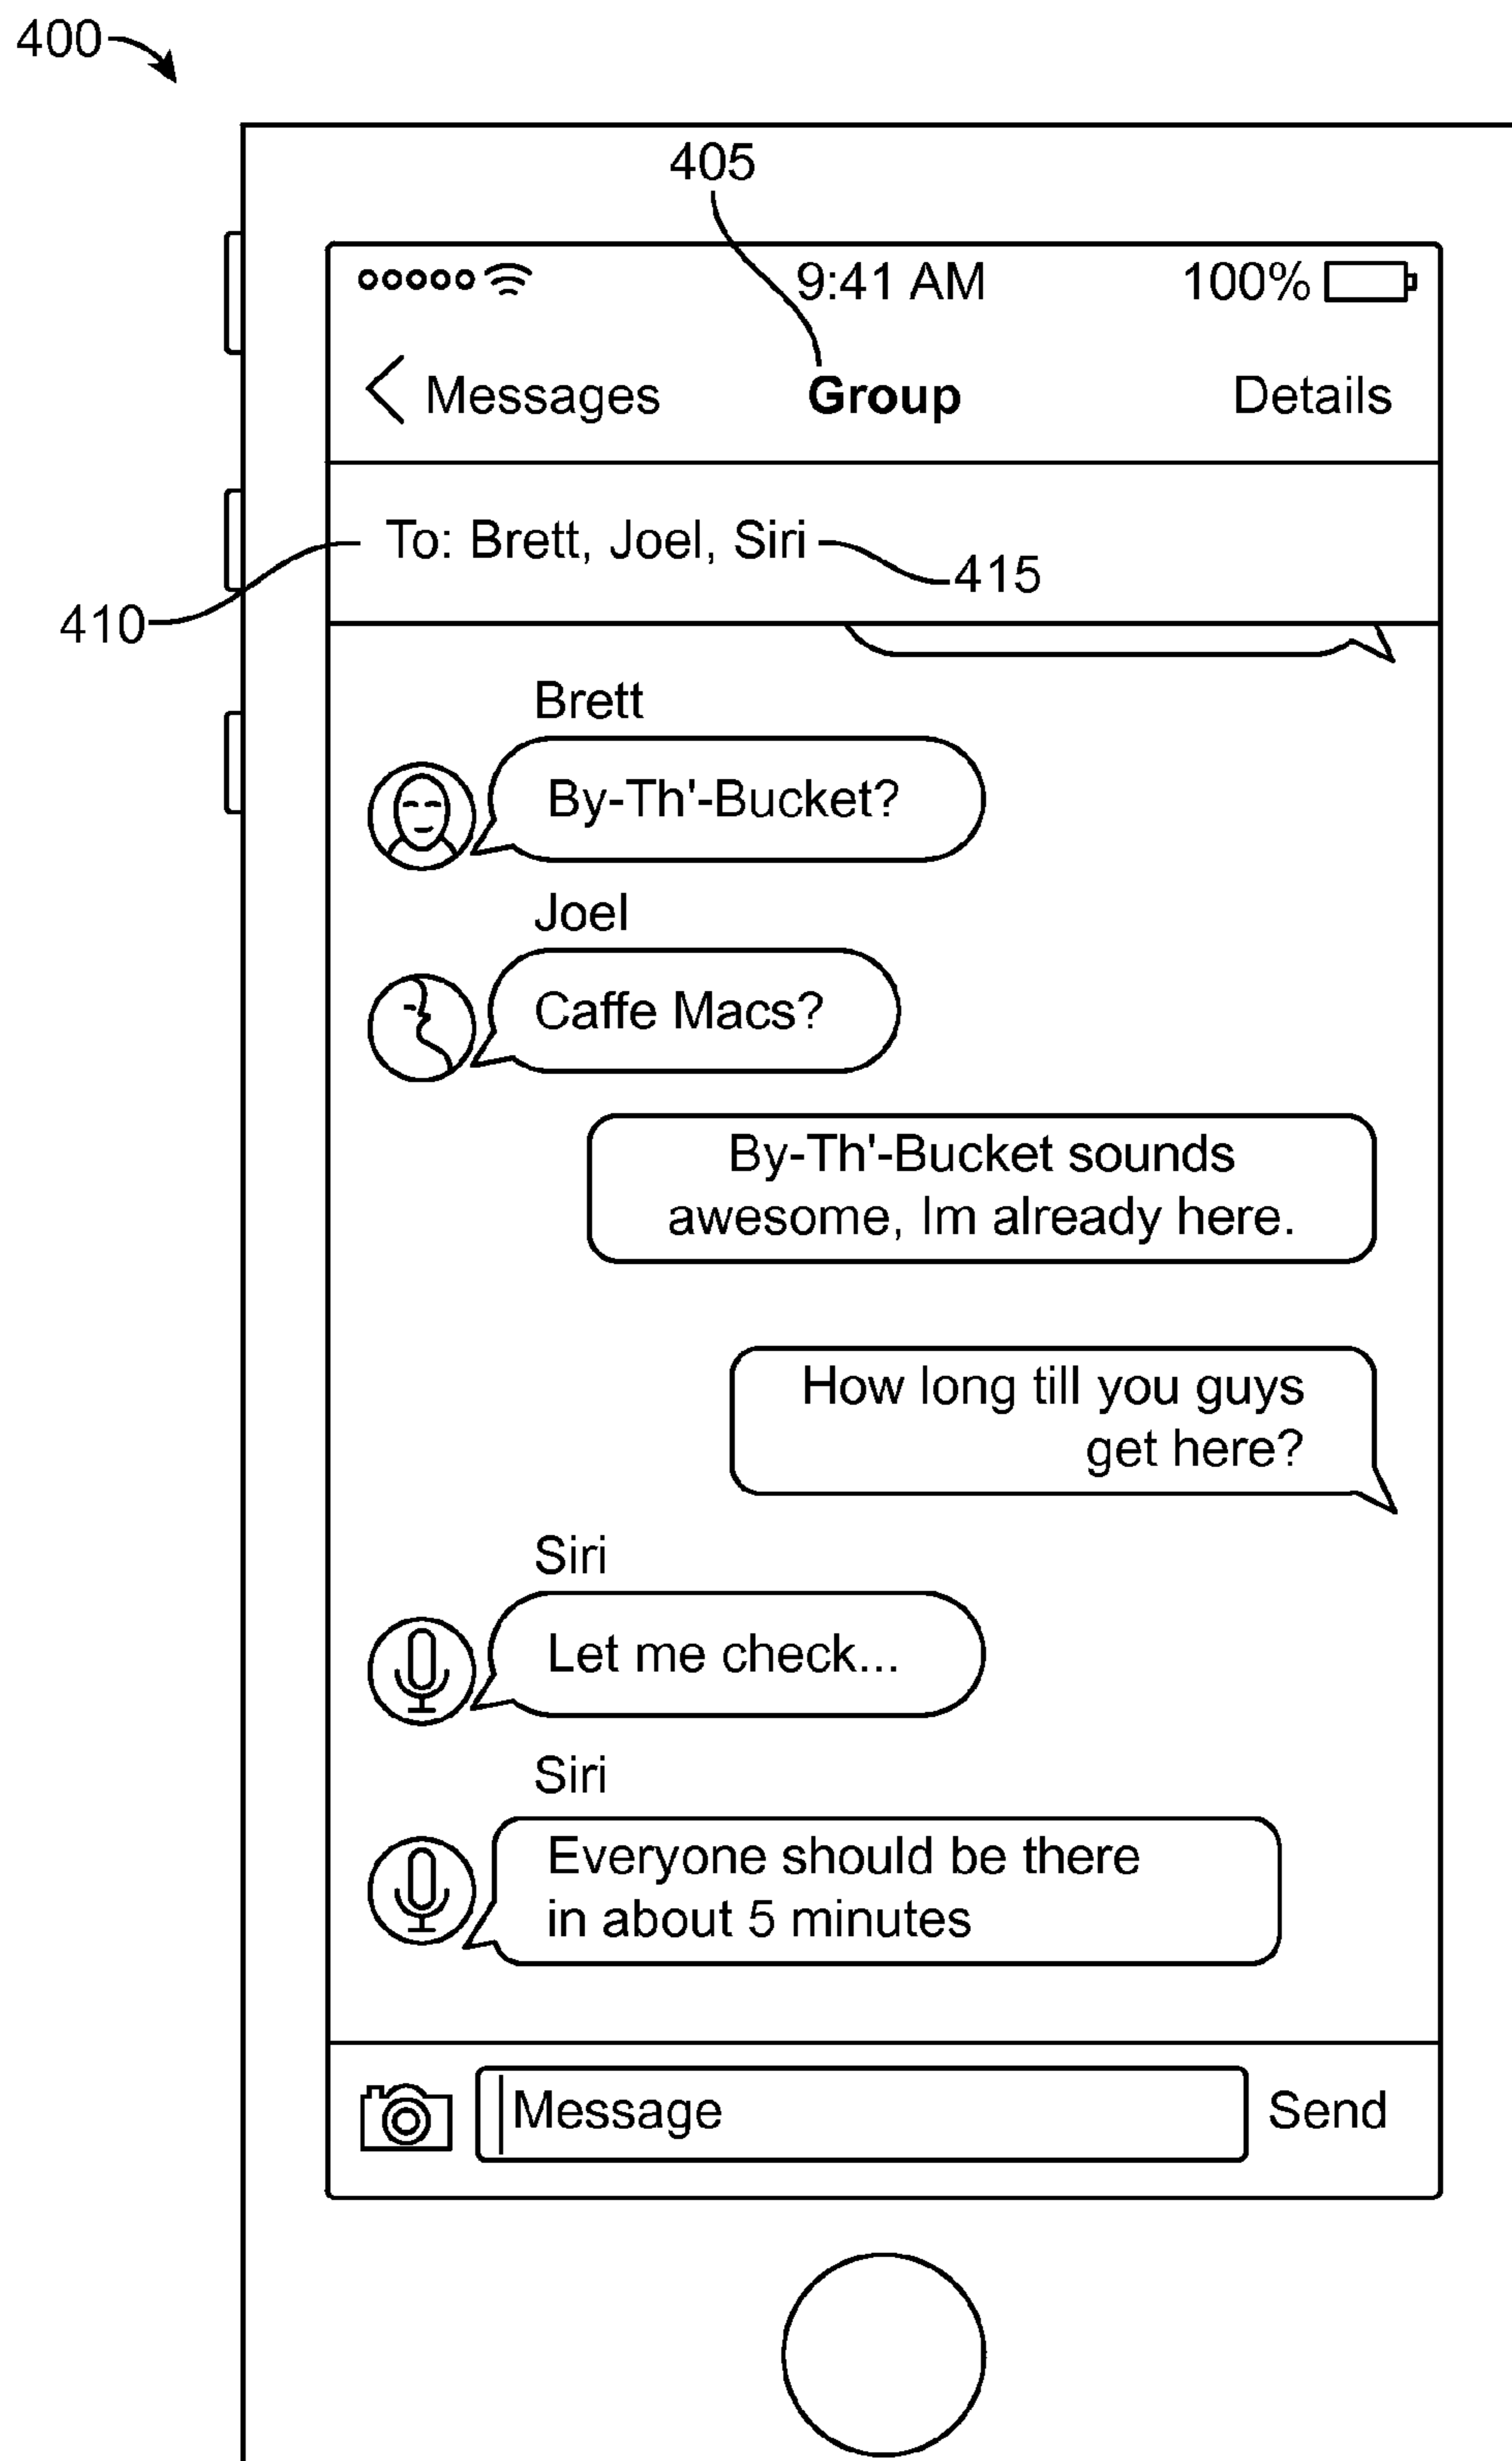 400
405
9:41 AM 100%
Messages Group Details
To: Brett, Joel, Siri
415
410
Brett
By-Th'-Bucket?
Joel
Caffe Macs?
By-Th'-Bucket sounds
awesome, Im already here.
How long till you guys
get here?
Siri
Let me check...
Siri
Everyone should be there
in about 5 minutes
Message Send